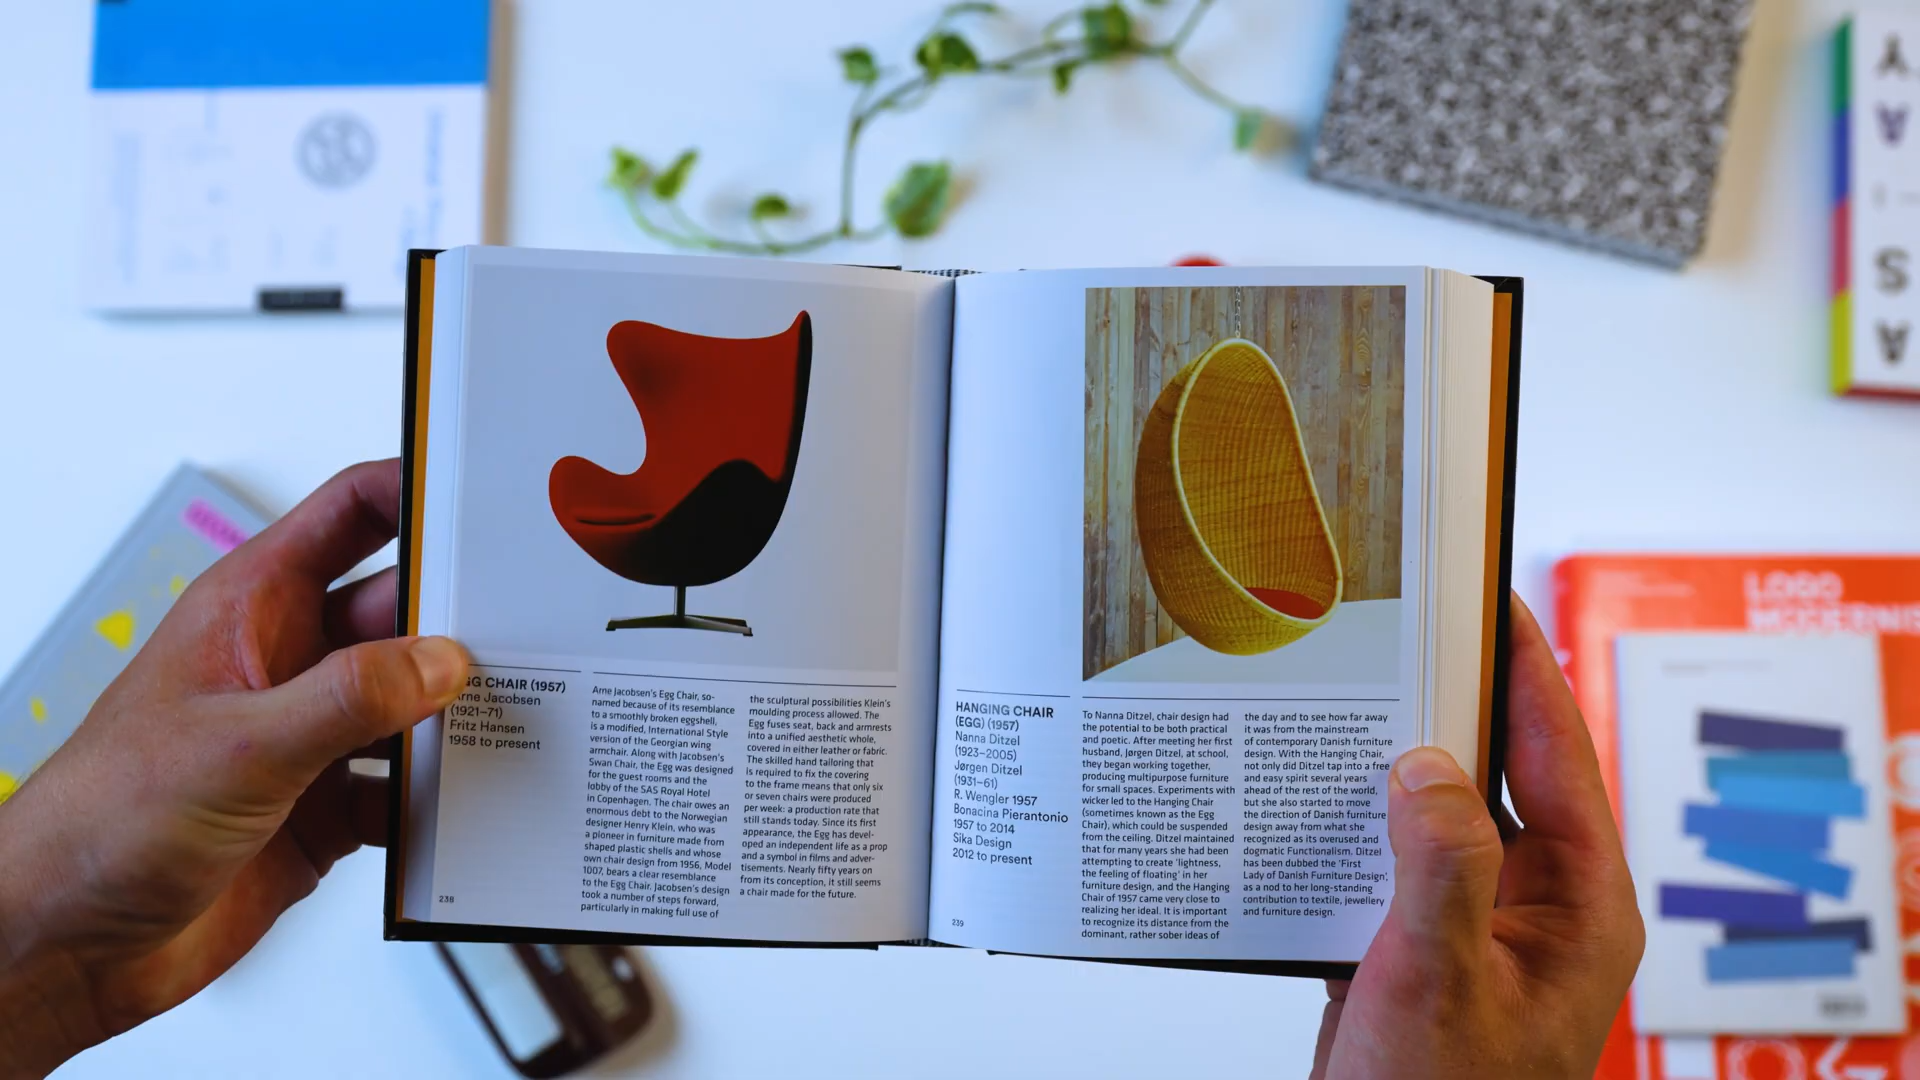 GG CHAIR (1957)
Arne Jacobsen
(1921–71)
Fritz Hansen
1958 to present
Arne Jacobsen's Egg Chair, so-
named because of its resemblance
to a smoothly broken eggshell,
is a modified, International Style
version of the Georgian wing
armchair. Along with Jacobsen's
Swan Chair, the Egg was designed
for the guest rooms and the
lobby of the SAS Royal Hotel
in Copenhagen. The chair owes an
enormous debt to the Norwegian
designer Henry Klein, who was
a pioneer in furniture made from
shaped plastic shells and whose
own chair design from 1956, Model
1007, bears a clear resemblance
to the Egg Chair. Jacobsen's design
took a number of steps forward,
particularly in making full use of
the sculptural possibilities Klein's
moulding process allowed. The
Egg fuses seat, back and armrests
into a unified aesthetic whole,
covered in either leather or fabric.
The skilled hand tailoring that
is required to fix the covering
to the frame means that only six
or seven chairs were produced
per week: a production rate that
still stands today. Since its first
appearance, the Egg has devel-
oped an independent life as a prop
and a symbol in films and adver-
tisements. Nearly fifty years on
from its conception, it still seems
a chair made for the future.
238
HANGING CHAIR
(EGG) (1957)
Nanna Ditzel
(1923–2005)
Jørgen Ditzel
(1931–61)
R. Wengler 1957
Bonacina Pierantonio
1957 to 2014
Sika Design
2012 to present
To Nanna Ditzel, chair design had
the potential to be both practical
and poetic. After meeting her first
husband, Jørgen Ditzel, at school,
they began working together,
producing multipurpose furniture
for small spaces. Experiments with
wicker led to the Hanging Chair
(sometimes known as the Egg
Chair), which could be suspended
from the ceiling. Ditzel maintained
that for many years she had been
attempting to create 'lightness,
the feeling of floating' in her
furniture design, and the Hanging
Chair of 1957 came very close to
realizing her ideal. It is important
to recognize its distance from the
dominant, rather sober ideas of
the day and to see how far away
it was from the mainstream
of contemporary Danish furniture
design. With the Hanging Chair,
not only did Ditzel tap into a free
and easy spirit several years
ahead of the rest of the world,
but she also started to move
the direction of Danish furniture
design away from what she
recognized as its overused and
dogmatic Functionalism. Ditzel
has been dubbed the 'First
Lady of Danish Furniture Design',
as a nod to her long-standing
contribution to textile, jewellery
and furniture design.
239
LOGO
MODERNIS